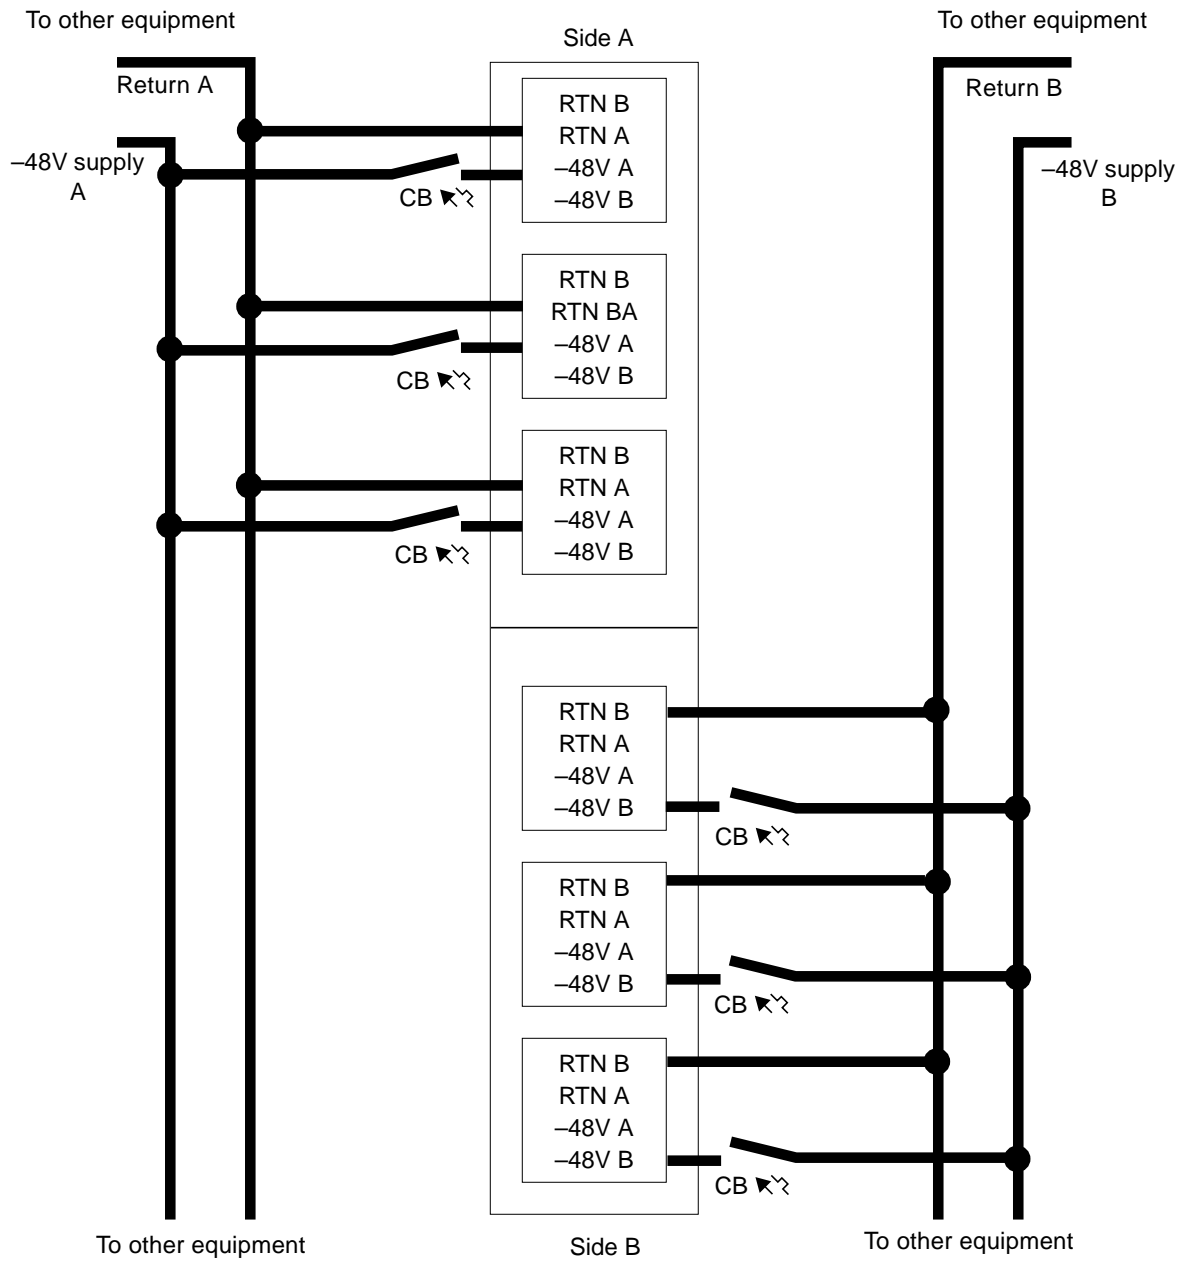 To other equipment
To other equipment
Side A
Return A
Return B
–48V supply
A
–48V supply
B
RTN B
RTN A
–48V A
–48V B
CB
RTN B
RTN BA
–48V A
–48V B
CB
RTN B
RTN A
–48V A
–48V B
CB
RTN B
RTN A
–48V A
–48V B
CB
RTN B
RTN A
–48V A
–48V B
CB
RTN B
RTN A
–48V A
–48V B
CB
To other equipment
Side B
To other equipment